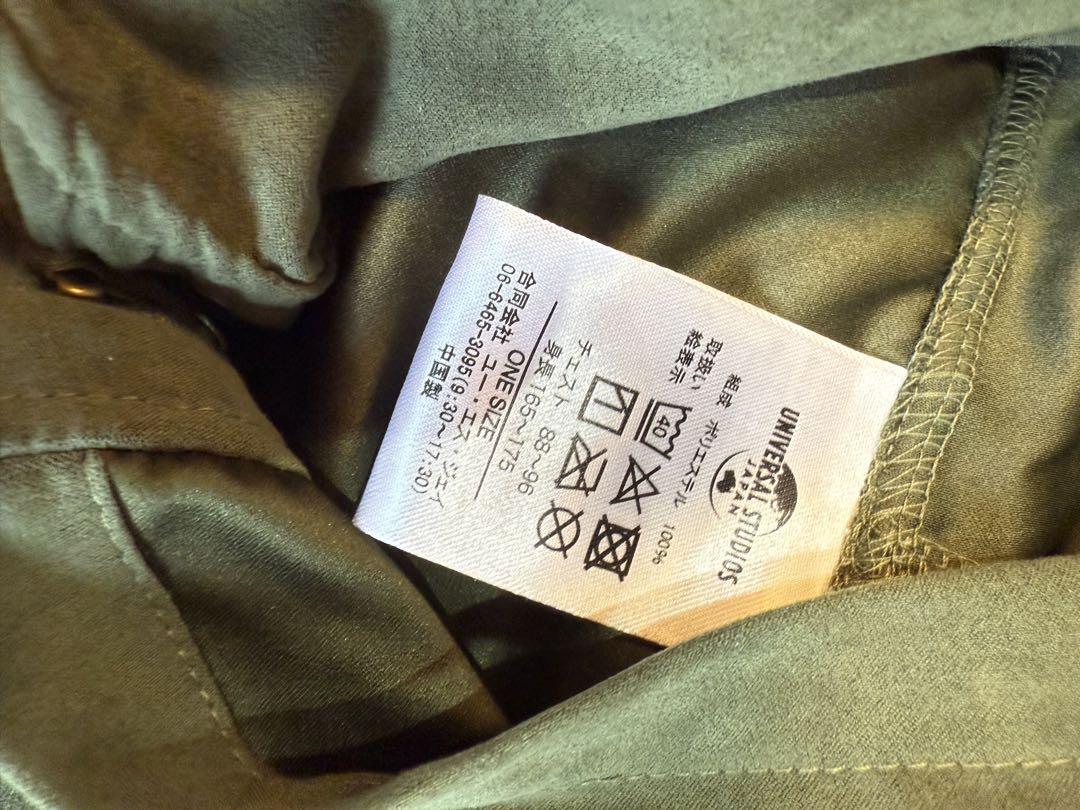 UNIVERSAL STUDIOS
JAPAN
組成 ポリエステル 100%
取扱い
絵表示
40
チェスト 88~96
身長 165~175
ONE SIZE
合同会社 ユー・エス・ジェイ
06-6465-3095(9:30~17:30)
中国製